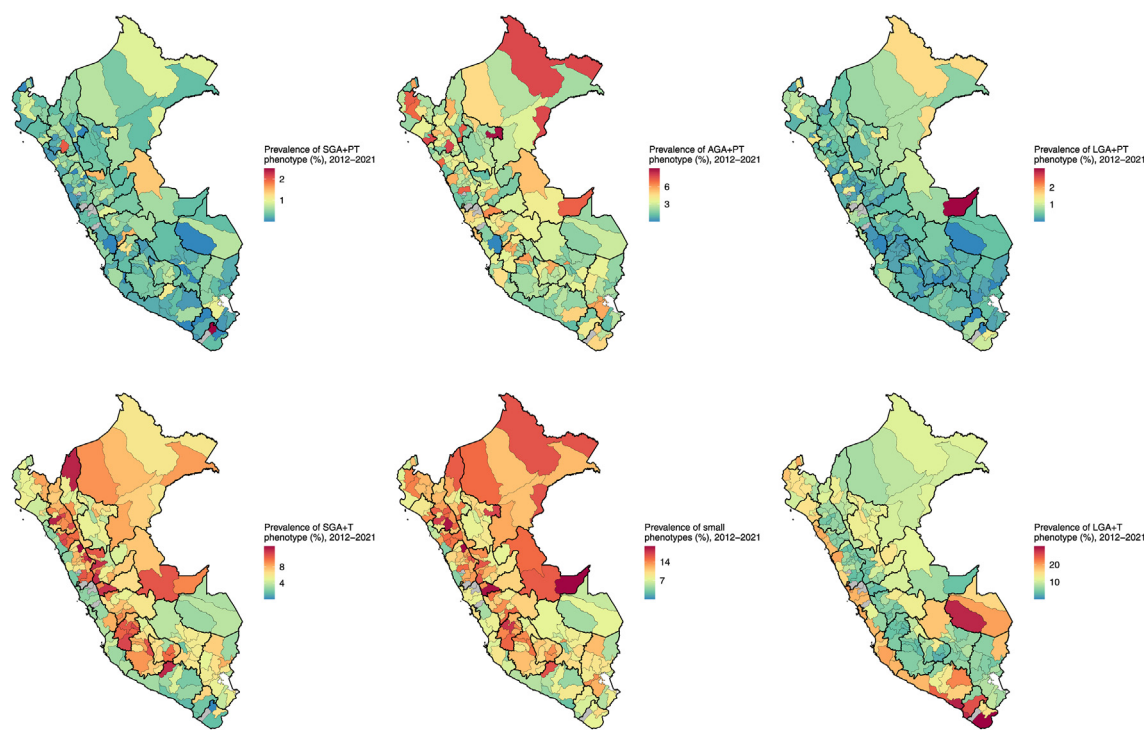 Prevalence of SGA+PT
phenotype (%), 2012–2021
2
1
Prevalence of AGA+PT
phenotype (%), 2012–2021
6
3
Prevalence of LGA+PT
phenotype (%), 2012–2021
2
1
Prevalence of SGA+T
phenotype (%), 2012–2021
8
4
Prevalence of small
phenotypes (%), 2012–2021
14
7
Prevalence of LGA+T
phenotype (%), 2012–2021
20
10